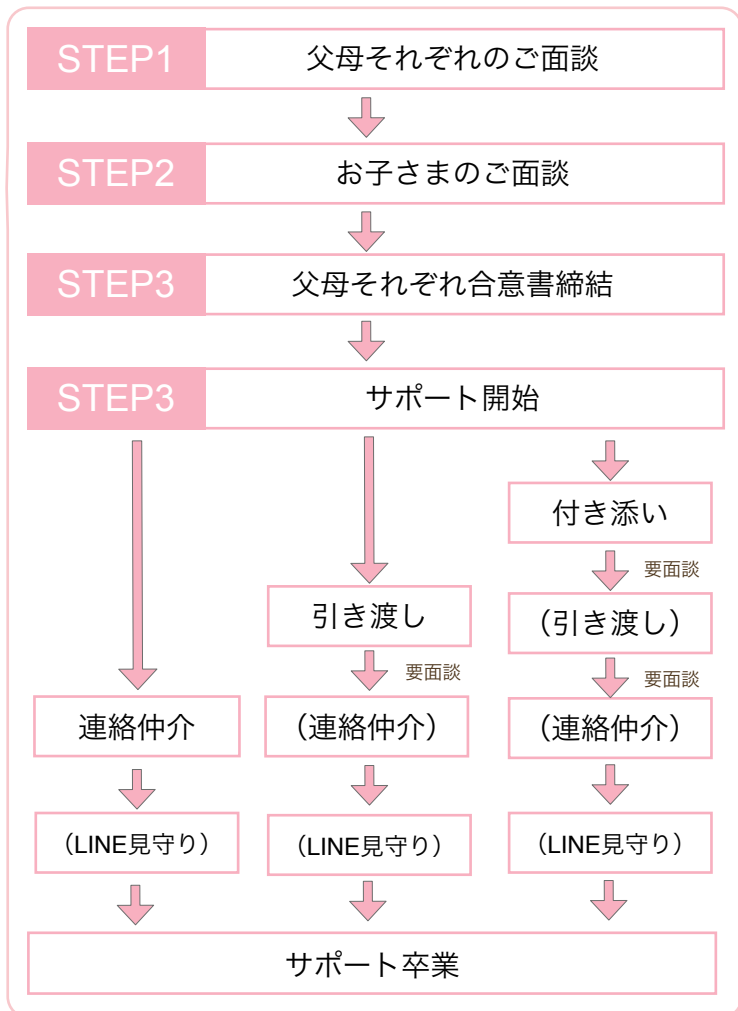 STEP1 父母それぞれのご面談
STEP2 お子さまのご面談
STEP3 父母それぞれ合意書締結
STEP3 サポート開始
付き添い
要面談
引き渡し
（引き渡し）
要面談
要面談
連絡仲介
（連絡仲介）
（連絡仲介）
（LINE見守り）
（LINE見守り）
（LINE見守り）
サポート卒業